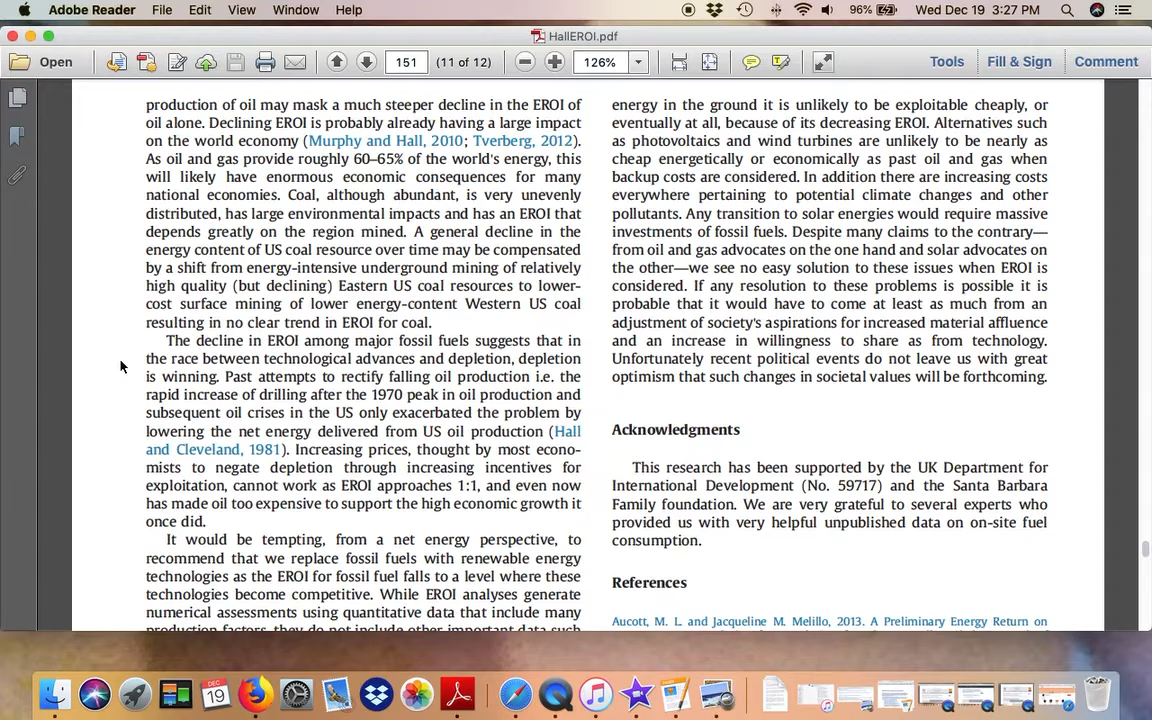 Adobe Reader File Edit View Window Help 96% Wed Dec 19 3:27 PM
HallEROI.pdf
Open 151 (11 of 12) 126% Tools Fill & Sign Comment
production of oil may mask a much steeper decline in the EROI of
oil alone. Declining EROI is probably already having a large impact
on the world economy (Murphy and Hall, 2010; Tverberg, 2012).
As oil and gas provide roughly 60–65% of the world's energy, this
will likely have enormous economic consequences for many
national economies. Coal, although abundant, is very unevenly
distributed, has large environmental impacts and has an EROI that
depends greatly on the region mined. A general decline in the
energy content of US coal resource over time may be compensated
by a shift from energy-intensive underground mining of relatively
high quality (but declining) Eastern US coal resources to lower-
cost surface mining of lower energy-content Western US coal
resulting in no clear trend in EROI for coal.
The decline in EROI among major fossil fuels suggests that in
the race between technological advances and depletion, depletion
is winning. Past attempts to rectify falling oil production i.e. the
rapid increase of drilling after the 1970 peak in oil production and
subsequent oil crises in the US only exacerbated the problem by
lowering the net energy delivered from US oil production (Hall
and Cleveland, 1981). Increasing prices, thought by most econo-
mists to negate depletion through increasing incentives for
exploitation, cannot work as EROI approaches 1:1, and even now
has made oil too expensive to support the high economic growth it
once did.
It would be tempting, from a net energy perspective, to
recommend that we replace fossil fuels with renewable energy
technologies as the EROI for fossil fuel falls to a level where these
technologies become competitive. While EROI analyses generate
numerical assessments using quantitative data that include many
production factors, they do not include other important data such
energy in the ground it is unlikely to be exploitable cheaply, or
eventually at all, because of its decreasing EROI. Alternatives such
as photovoltaics and wind turbines are unlikely to be nearly as
cheap energetically or economically as past oil and gas when
backup costs are considered. In addition there are increasing costs
everywhere pertaining to potential climate changes and other
pollutants. Any transition to solar energies would require massive
investments of fossil fuels. Despite many claims to the contrary—
from oil and gas advocates on the one hand and solar advocates on
the other—we see no easy solution to these issues when EROI is
considered. If any resolution to these problems is possible it is
probable that it would have to come at least as much from an
adjustment of society's aspirations for increased material affluence
and an increase in willingness to share as from technology.
Unfortunately recent political events do not leave us with great
optimism that such changes in societal values will be forthcoming.
Acknowledgments
This research has been supported by the UK Department for
International Development (No. 59717) and the Santa Barbara
Family foundation. We are very grateful to several experts who
provided us with very helpful unpublished data on on-site fuel
consumption.
References
Aucott, M. L. and Jacqueline M. Melillo, 2013. A Preliminary Energy Return on
DEC
19